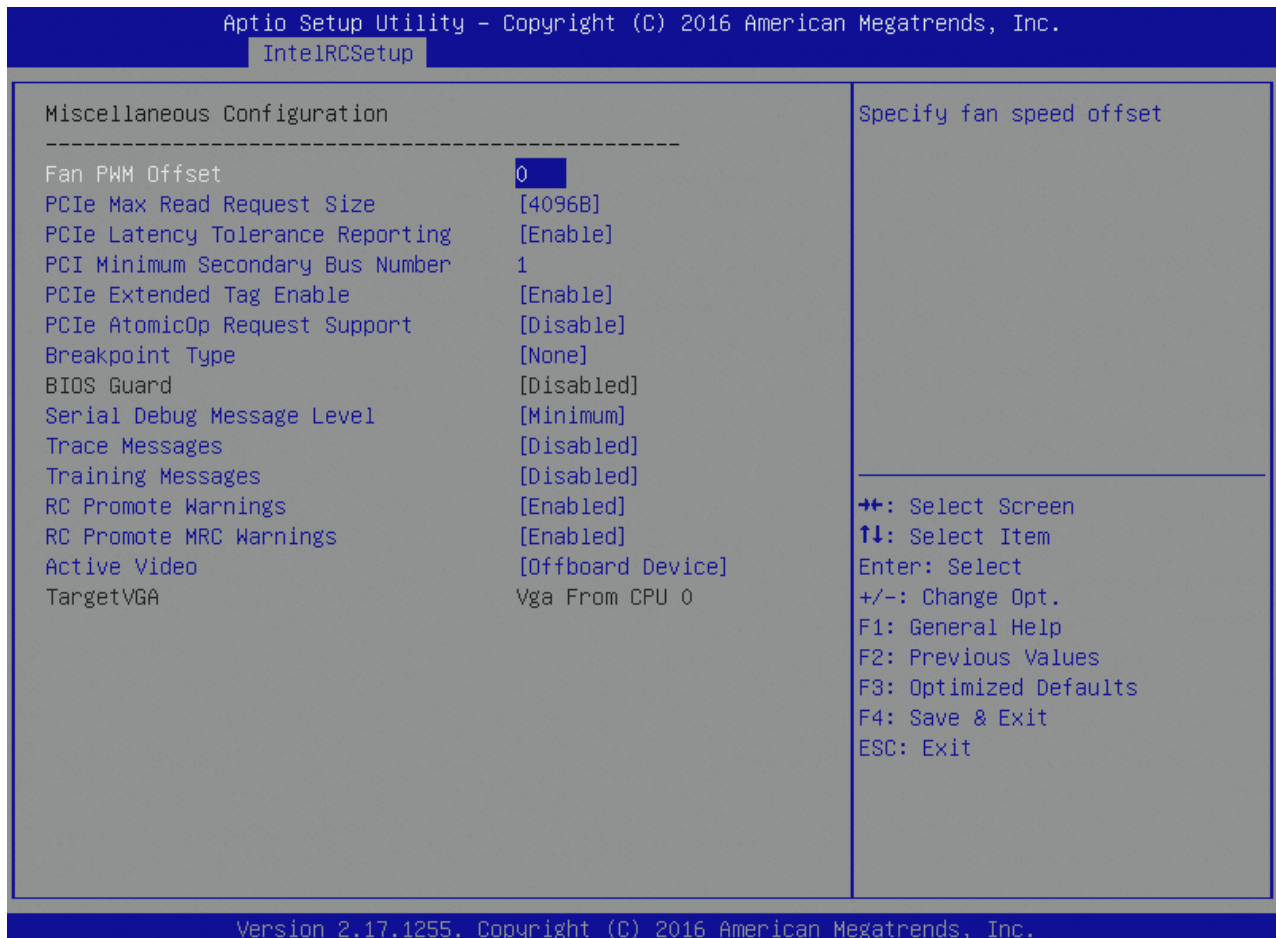 Aptio Setup Utility – Copyright (C) 2016 American Megatrends, Inc.
IntelRCSetup
Miscellaneous Configuration
--------------------------------------------------
Fan PWM Offset 0
PCIe Max Read Request Size [4096B]
PCIe Latency Tolerance Reporting [Enable]
PCI Minimum Secondary Bus Number 1
PCIe Extended Tag Enable [Enable]
PCIe AtomicOp Request Support [Disable]
Breakpoint Type [None]
BIOS Guard [Disabled]
Serial Debug Message Level [Minimum]
Trace Messages [Disabled]
Training Messages [Disabled]
RC Promote Warnings [Enabled]
RC Promote MRC Warnings [Enabled]
Active Video [Offboard Device]
TargetVGA Vga From CPU 0
Specify fan speed offset
→←: Select Screen
↑↓: Select Item
Enter: Select
+/-: Change Opt.
F1: General Help
F2: Previous Values
F3: Optimized Defaults
F4: Save & Exit
ESC: Exit
Version 2.17.1255. Copyright (C) 2016 American Megatrends, Inc.